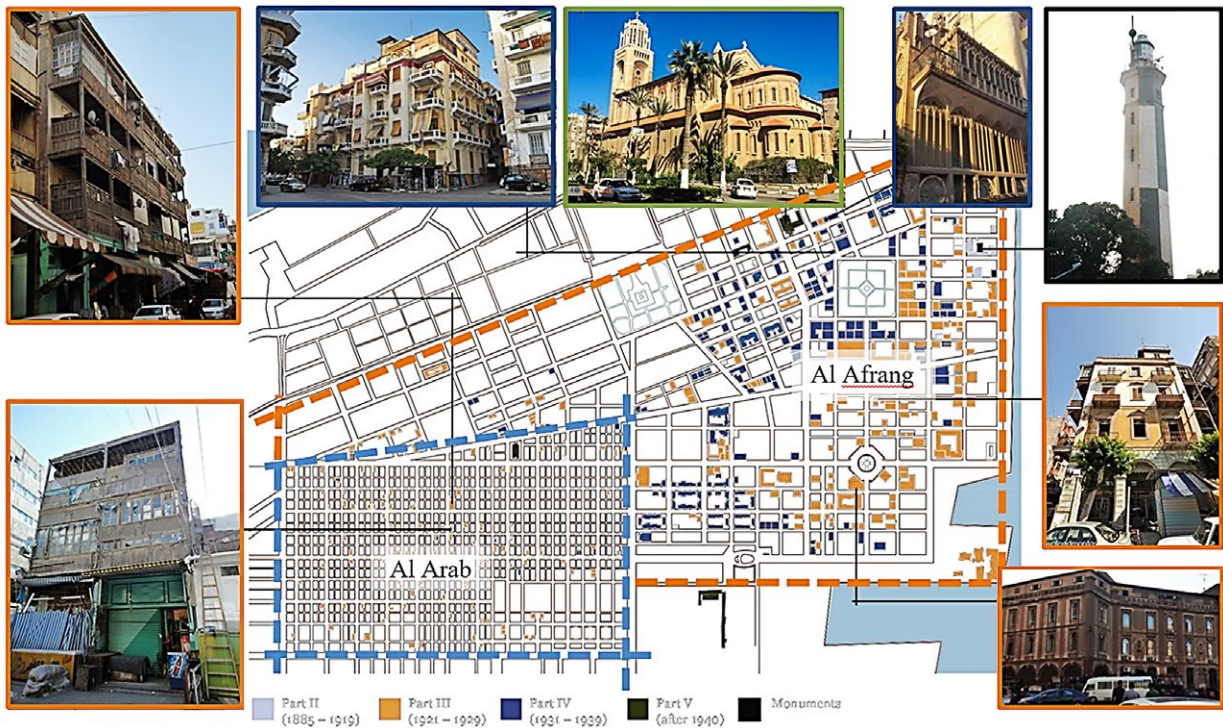 Al Afrang
Al Arab
Part II
(1885 – 1919)
Part III
(1921 – 1929)
Part IV
(1931 – 1939)
Part V
(after 1940)
Monuments